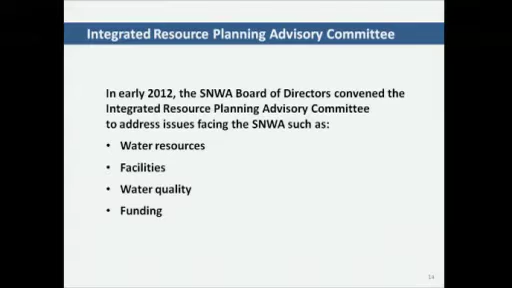 Integrated Resource Planning Advisory Committee
In early 2012, the SNWA Board of Directors convened the
Integrated Resource Planning Advisory Committee
to address issues facing the SNWA such as:
• Water resources
• Facilities
• Water quality
• Funding
14